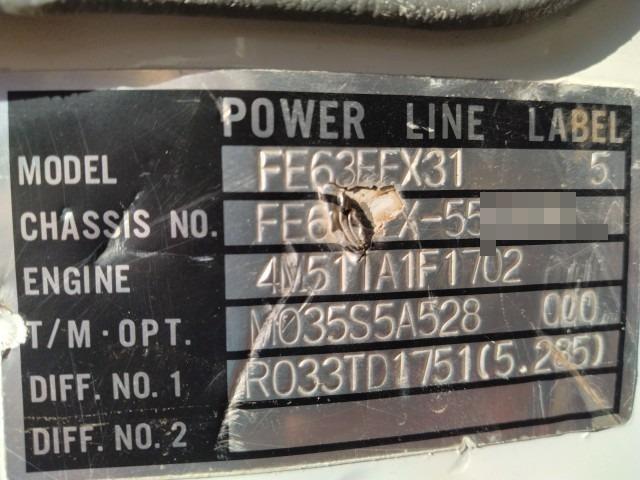 POWER LINE LABEL
MODEL FE63EEX31 5
CHASSIS NO.
ENGINE 4M511A1F1702
T/M·OPT. M035S5A528 000
DIFF. NO. 1 R033TD1751(5.285)
DIFF. NO. 2